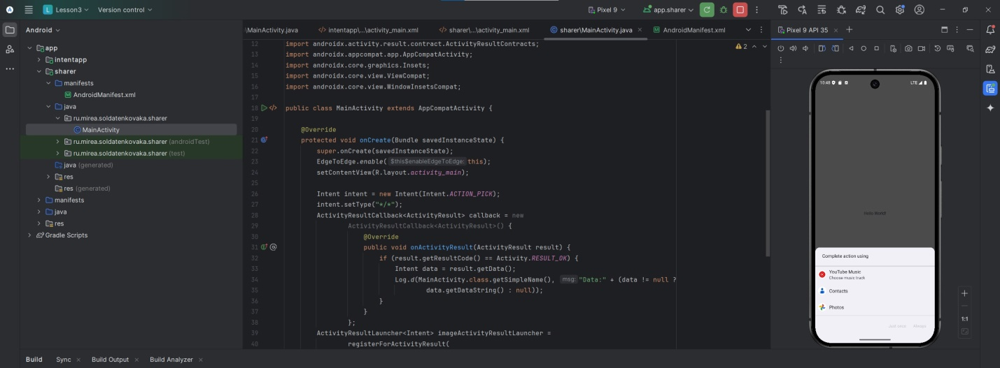 Lesson3
Version control
Pixel 9
app.sharer
Android
\MainActivity.java
intentapp\...\activity_main.xml
sharer\...\activity_main.xml
sharer\MainActivity.java
AndroidManifest.xml
Pixel 9 API 35
app
intentapp
sharer
manifests
AndroidManifest.xml
java
ru.mirea.soldatenkovaka.sharer
MainActivity
ru.mirea.soldatenkovaka.sharer (androidTest)
ru.mirea.soldatenkovaka.sharer (test)
java (generated)
res
res (generated)
manifests
java
res
Gradle Scripts
2
12 import androidx.activity.result.contract.ActivityResultContracts;
13 import androidx.appcompat.app.AppCompatActivity;
14 import androidx.core.graphics.Insets;
15 import androidx.core.view.ViewCompat;
16 import androidx.core.view.WindowInsetsCompat;
17
18 public class MainActivity extends AppCompatActivity {
19
20 @Override
21 protected void onCreate(Bundle savedInstanceState) {
22 super.onCreate(savedInstanceState);
23 EdgeToEdge.enable( $this$enableEdgeToEdge: this);
24 setContentView(R.layout.activity_main);
25
26 Intent intent = new Intent(Intent.ACTION_PICK);
27 intent.setType("*/*");
28 ActivityResultCallback<ActivityResult> callback = new
29 ActivityResultCallback<ActivityResult>() {
30 @Override
31 public void onActivityResult(ActivityResult result) {
32 if (result.getResultCode() == Activity.RESULT_OK) {
33 Intent data = result.getData();
34 Log.d(MainActivity.class.getSimpleName(), msg: "Data:" + (data != null ?
35 data.getDataString() : null));
36 }
37 }
38 };
39 ActivityResultLauncher<Intent> imageActivityResultLauncher =
40 registerForActivityResult(
10:48
LTE
Hello World!
Complete action using
YouTube Music
Choose music track
Contacts
Photos
Just once
Always
1:1
Build
Sync
Build Output
Build Analyzer